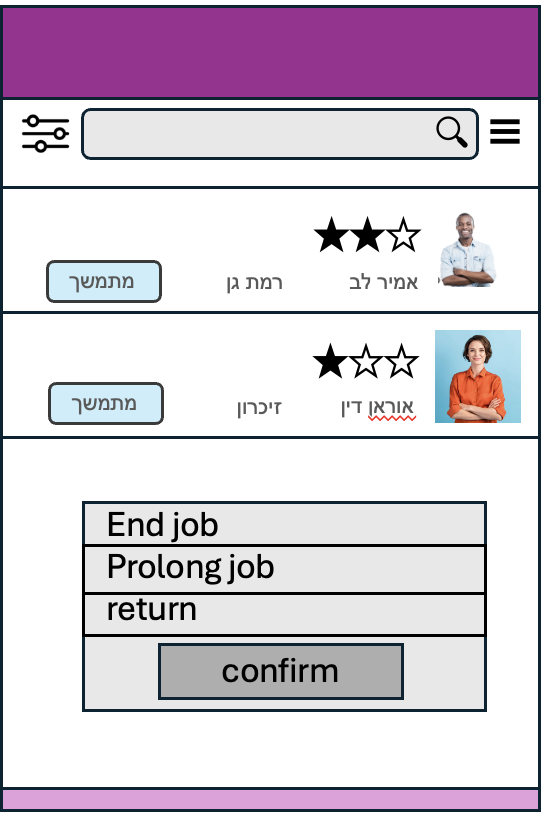 אמיר לב רמת גן מתמשך
אוראן דין זיכרון מתמשך
End job
Prolong job
return
confirm